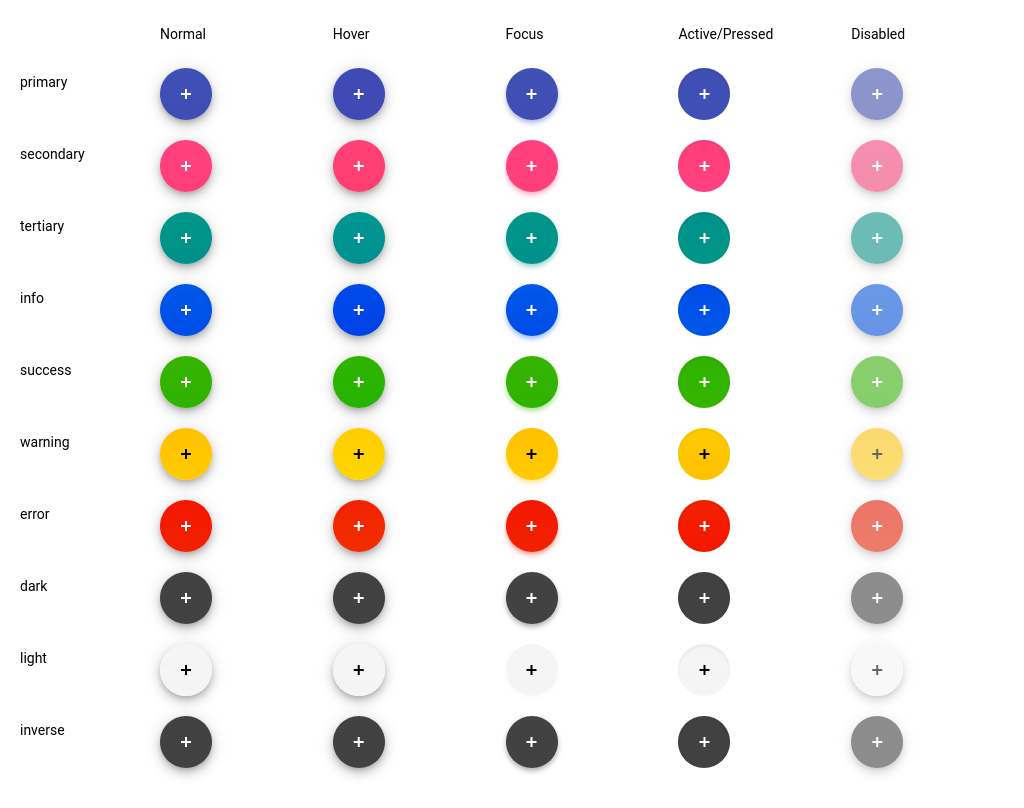 Normal Hover Focus Active/Pressed Disabled
primary + + + + +
secondary + + + + +
tertiary + + + + +
info + + + + +
success + + + + +
warning + + + + +
error + + + + +
dark + + + + +
light + + + + +
inverse + + + + +